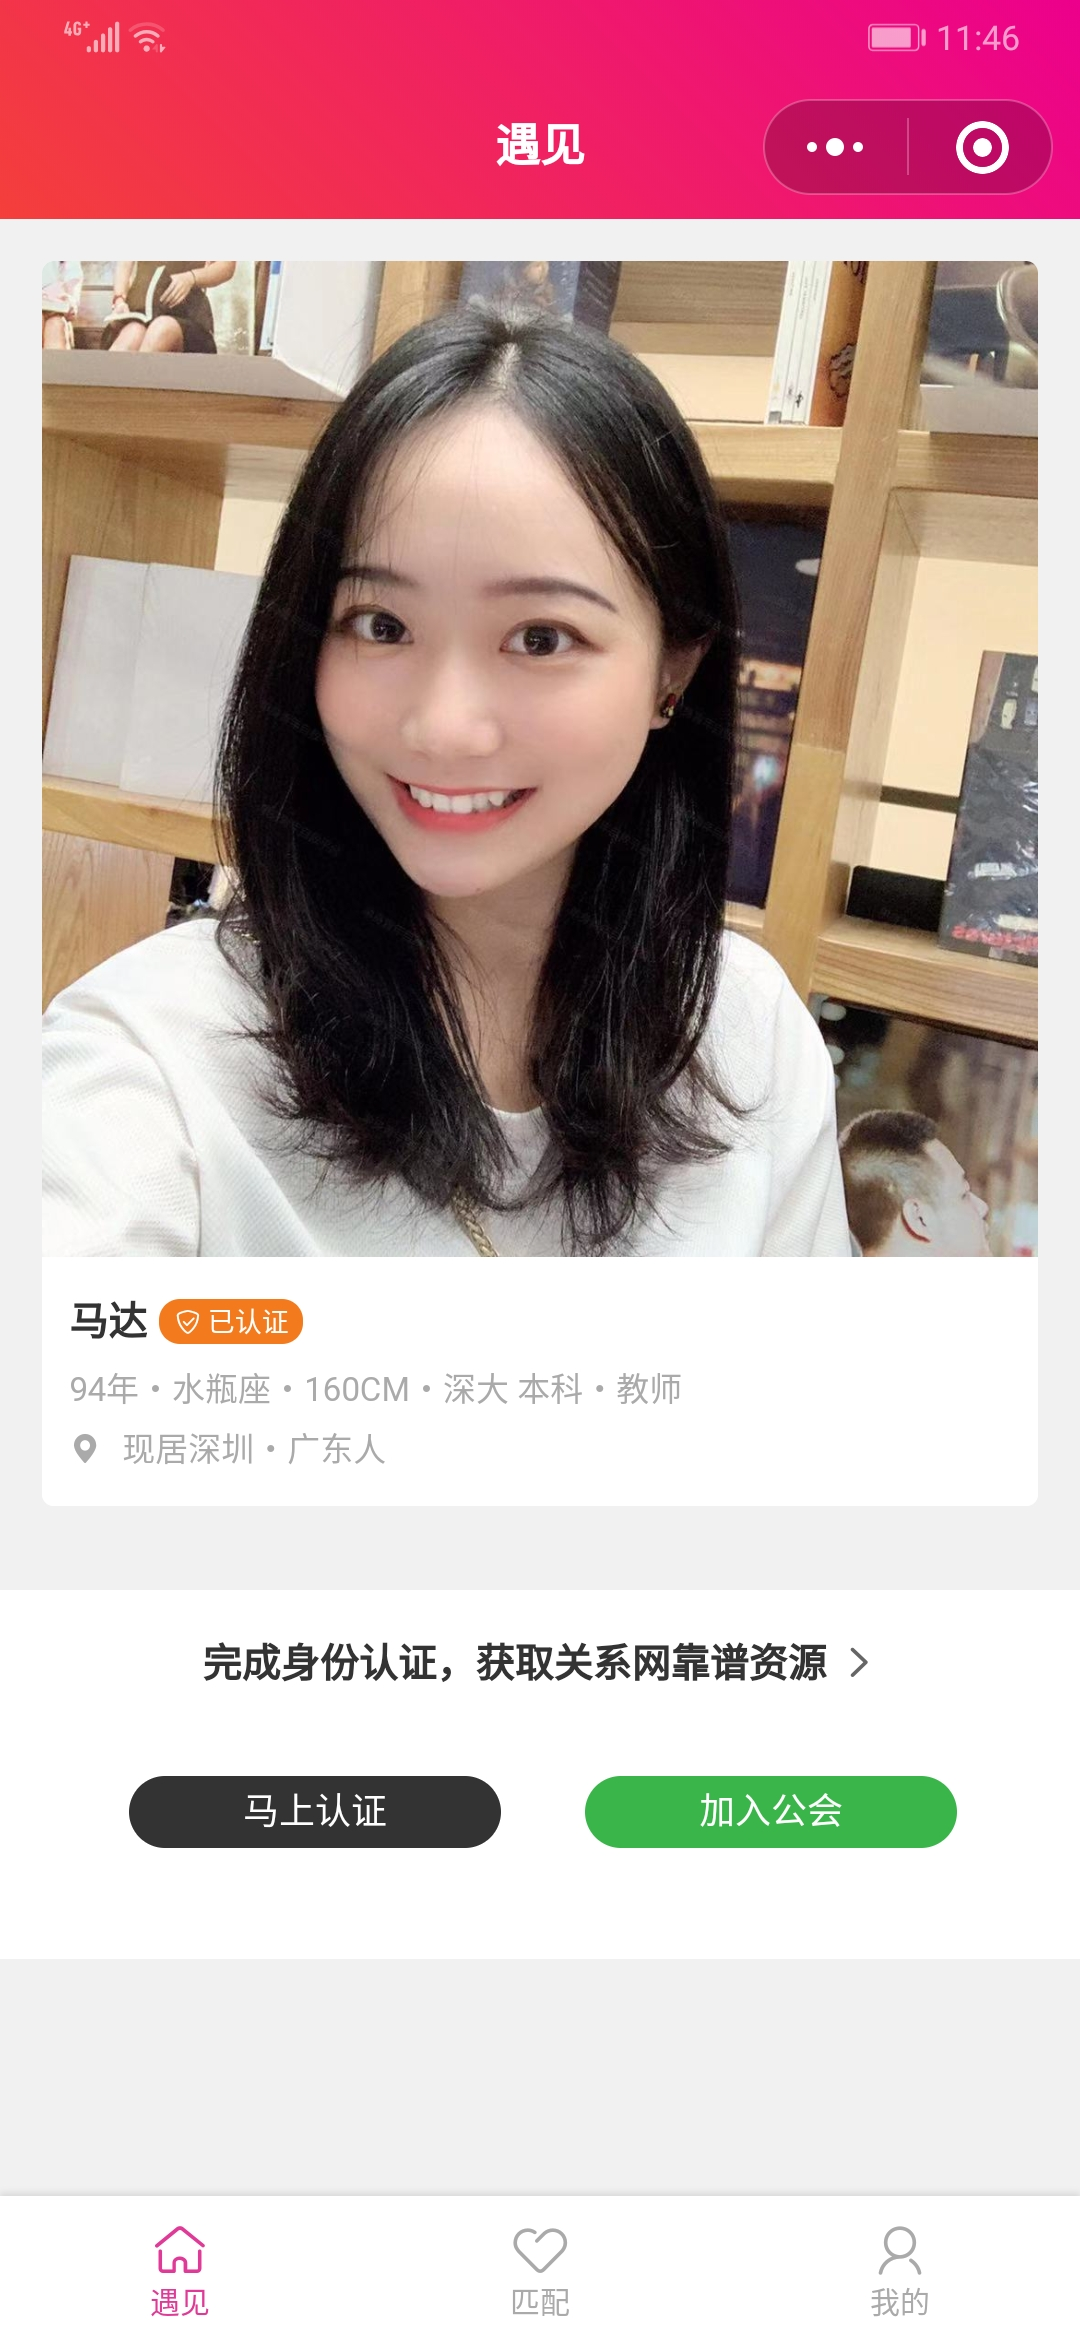 4G+ 11:46
遇见
马达 已认证
94年・水瓶座・160CM・深大 本科・教师
现居深圳・广东人
完成身份认证，获取关系网靠谱资源 >
马上认证 加入公会
遇见 匹配 我的